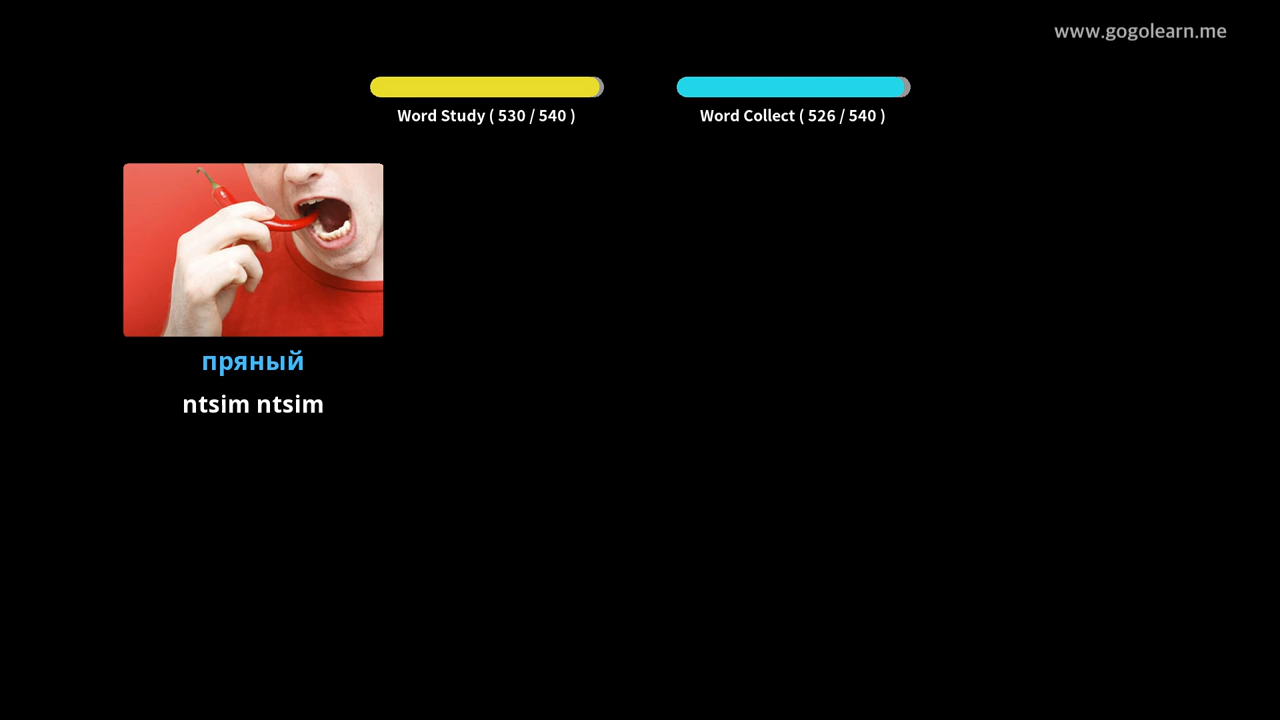 www.gogolearn.me
Word Study ( 530 / 540 )
Word Collect ( 526 / 540 )
пряный
ntsim ntsim